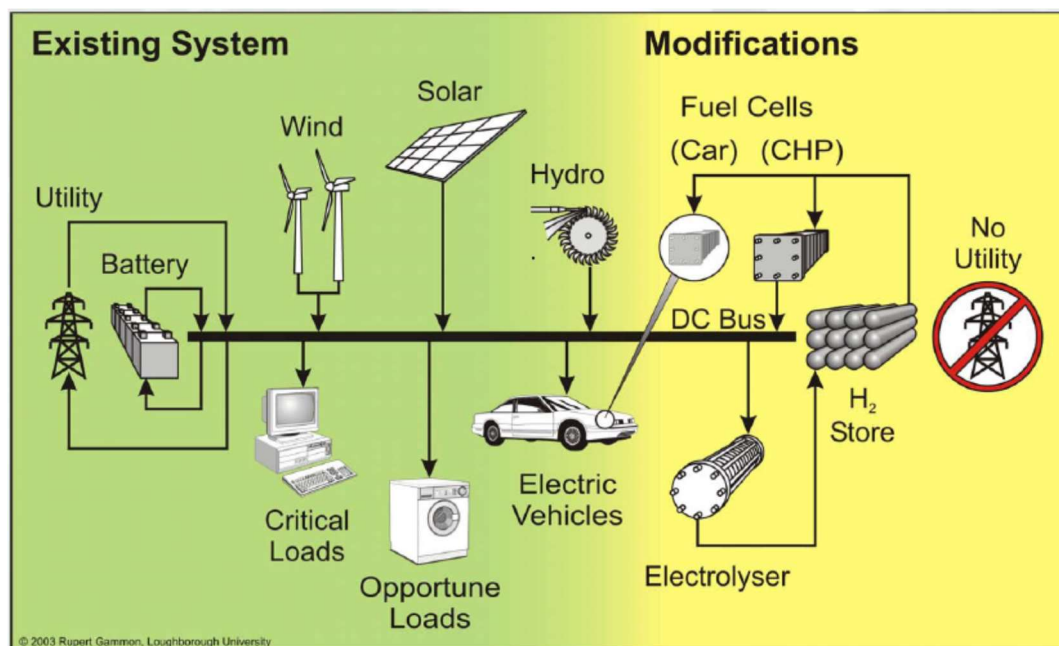 Existing System
Modifications
Solar
Fuel Cells
Wind
(Car) (CHP)
Hydro
Utility
No
Utility
Battery
DC Bus
H₂
Store
Electric
Vehicles
Critical
Loads
Electrolyser
Opportune
Loads
© 2003 Rupert Gammon, Loughborough University